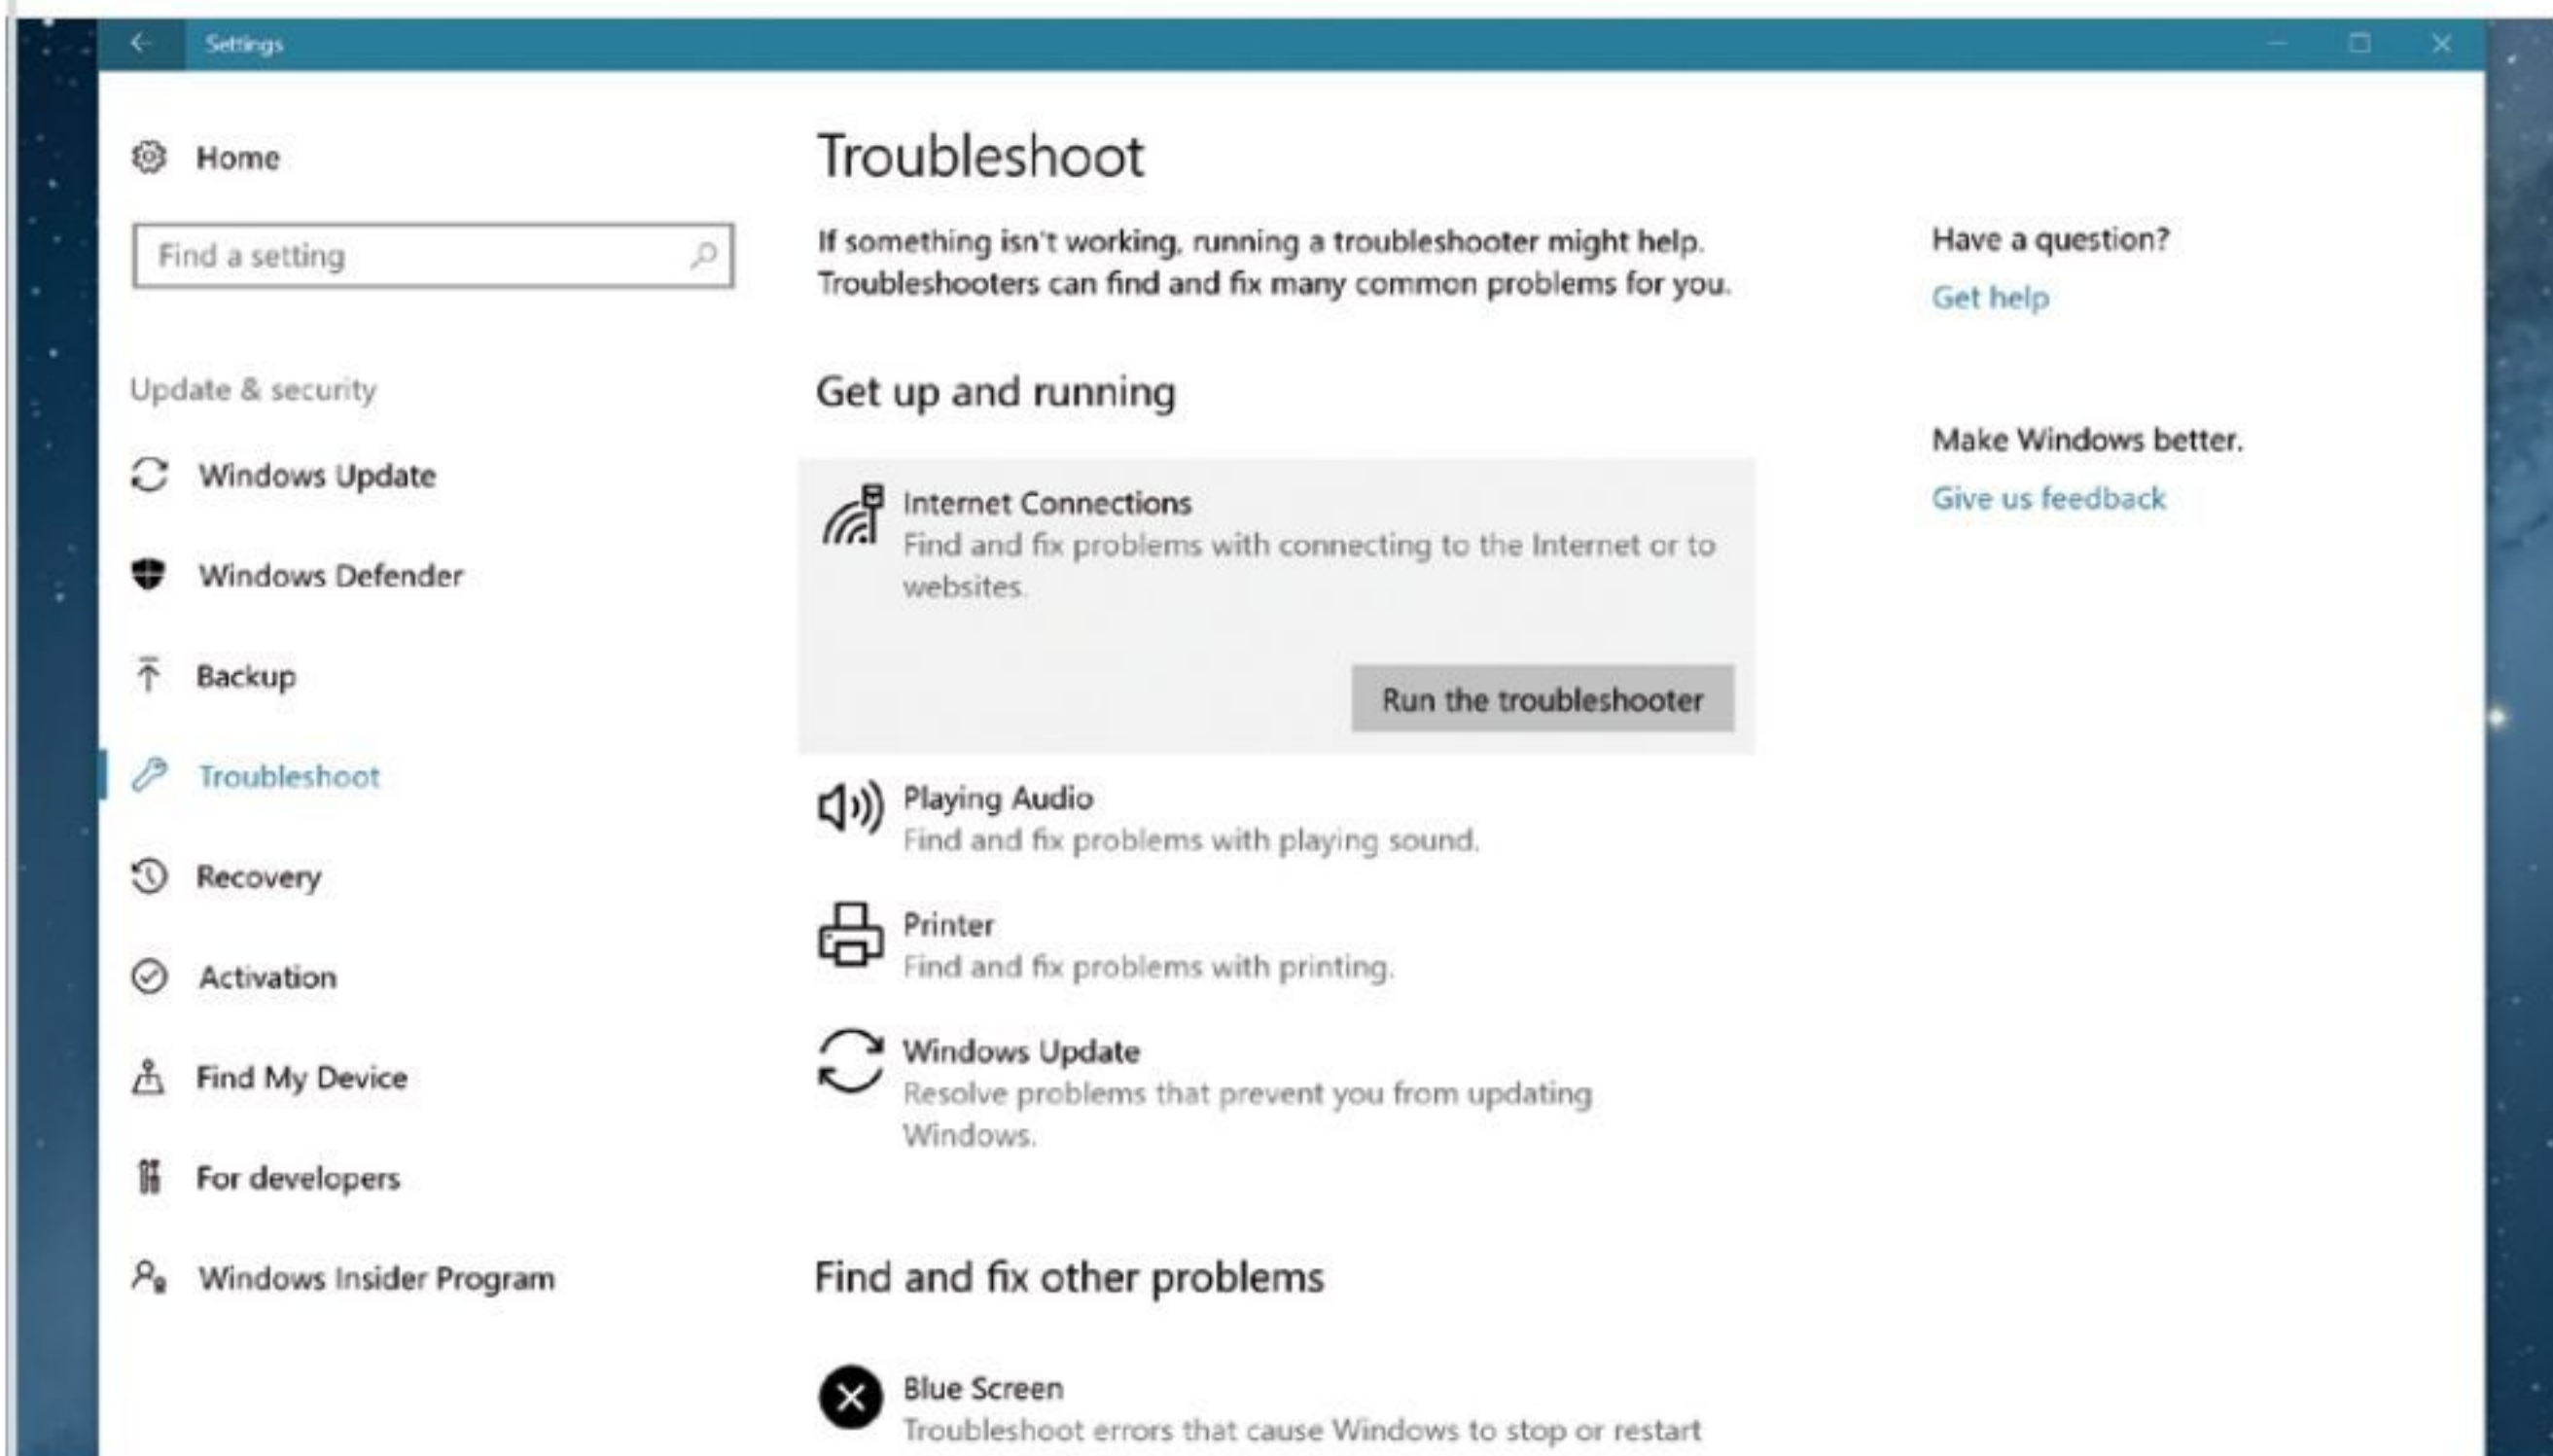 Settings
Home
Find a setting
Update & security
Windows Update
Windows Defender
Backup
Troubleshoot
Recovery
Activation
Find My Device
For developers
Windows Insider Program
Troubleshoot
If something isn't working, running a troubleshooter might help.
Troubleshooters can find and fix many common problems for you.
Get up and running
Internet Connections
Find and fix problems with connecting to the Internet or to
websites.
Run the troubleshooter
Playing Audio
Find and fix problems with playing sound.
Printer
Find and fix problems with printing.
Windows Update
Resolve problems that prevent you from updating
Windows.
Find and fix other problems
Blue Screen
Troubleshoot errors that cause Windows to stop or restart
Have a question?
Get help
Make Windows better.
Give us feedback